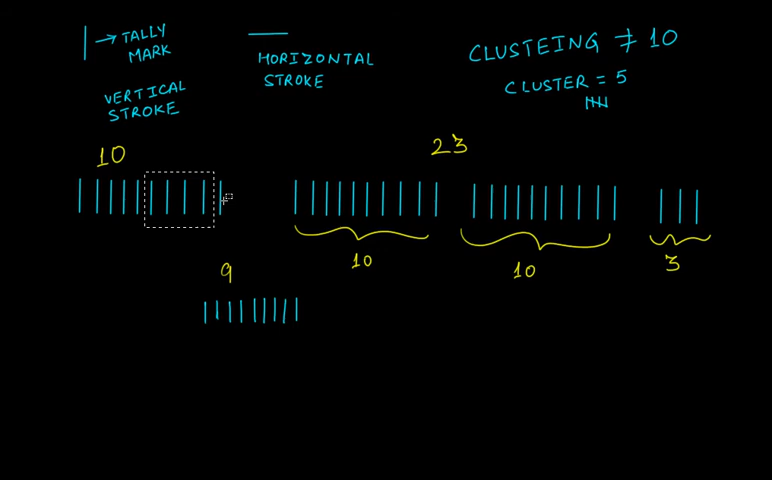 → TALLY
MARK
VERTICAL
STROKE
HORIZONTAL
STROKE
CLUSTEING ≠ 10
CLUSTER = 5
10
23
10
10
3
9